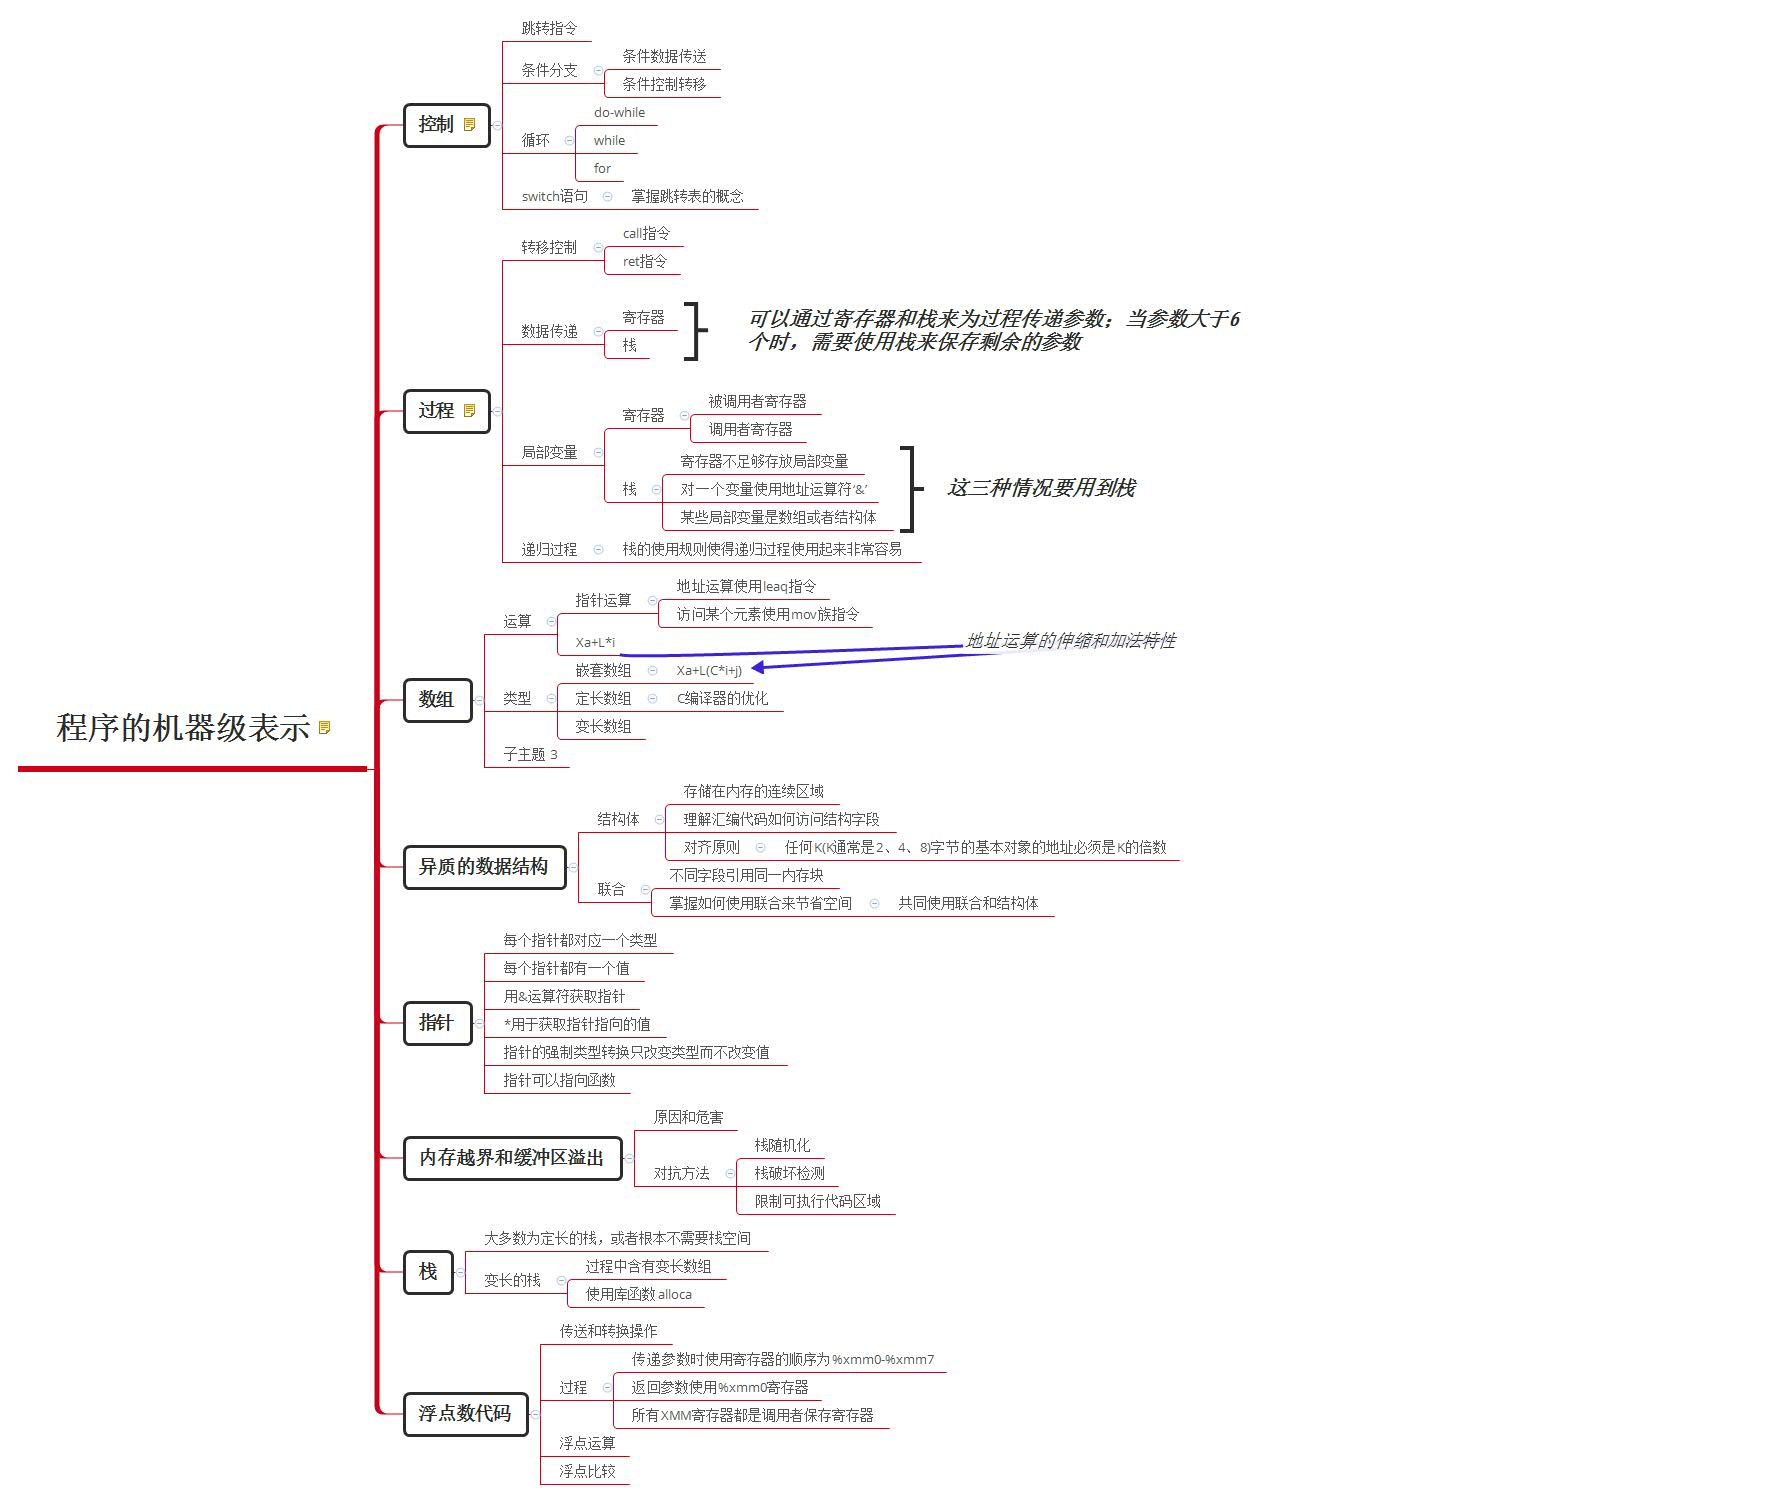 程序的机器级表示
控制
跳转指令
条件分支
条件数据传送
条件控制转移
循环
do-while
while
for
switch语句
掌握跳转表的概念
过程
转移控制
call指令
ret指令
数据传递
寄存器
栈
可以通过寄存器和栈来为过程传递参数；当参数大于6
个时，需要使用栈来保存剩余的参数
局部变量
寄存器
被调用者寄存器
调用者寄存器
栈
寄存器不足够存放局部变量
对一个变量使用地址运算符‘&’
某些局部变量是数组或者结构体
这三种情况要用到栈
递归过程
栈的使用规则使得递归过程使用起来非常容易
数组
运算
指针运算
地址运算使用leaq指令
访问某个元素使用mov族指令
Xa+L*i
地址运算的伸缩和加法特性
类型
嵌套数组
Xa+L(C*i+j)
定长数组
C编译器的优化
变长数组
子主题 3
异质的数据结构
结构体
存储在内存的连续区域
理解汇编代码如何访问结构字段
对齐原则
任何K(K通常是2、4、8)字节的基本对象的地址必须是K的倍数
联合
不同字段引用同一内存块
掌握如何使用联合来节省空间
共同使用联合和结构体
指针
每个指针都对应一个类型
每个指针都有一个值
用&运算符获取指针
*用于获取指针指向的值
指针的强制类型转换只改变类型而不改变值
指针可以指向函数
内存越界和缓冲区溢出
原因和危害
对抗方法
栈随机化
栈破坏检测
限制可执行代码区域
栈
大多数为定长的栈，或者根本不需要栈空间
变长的栈
过程中含有变长数组
使用库函数alloca
浮点数代码
传送和转换操作
过程
传递参数时使用寄存器的顺序为%xmm0-%xmm7
返回参数使用%xmm0寄存器
所有XMM寄存器都是调用者保存寄存器
浮点运算
浮点比较